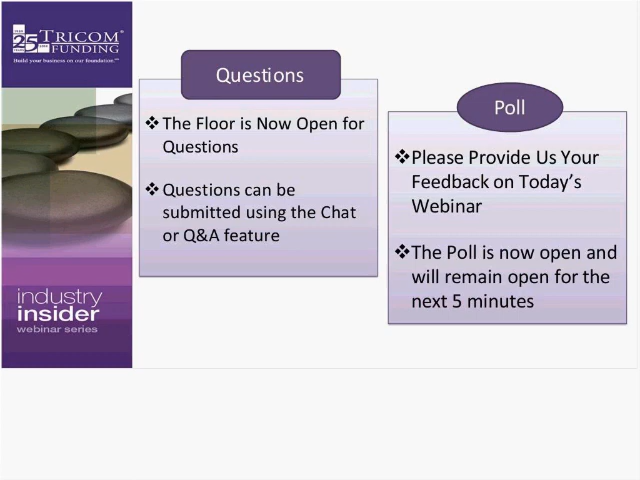 25 TRICOM®
FUNDING
Build your business on our foundation.℠
industry
insider
webinar series
Questions
❖The Floor is Now Open for
Questions
❖Questions can be
submitted using the Chat
or Q&A feature
Poll
❖Please Provide Us Your
Feedback on Today's
Webinar
❖The Poll is now open and
will remain open for the
next 5 minutes